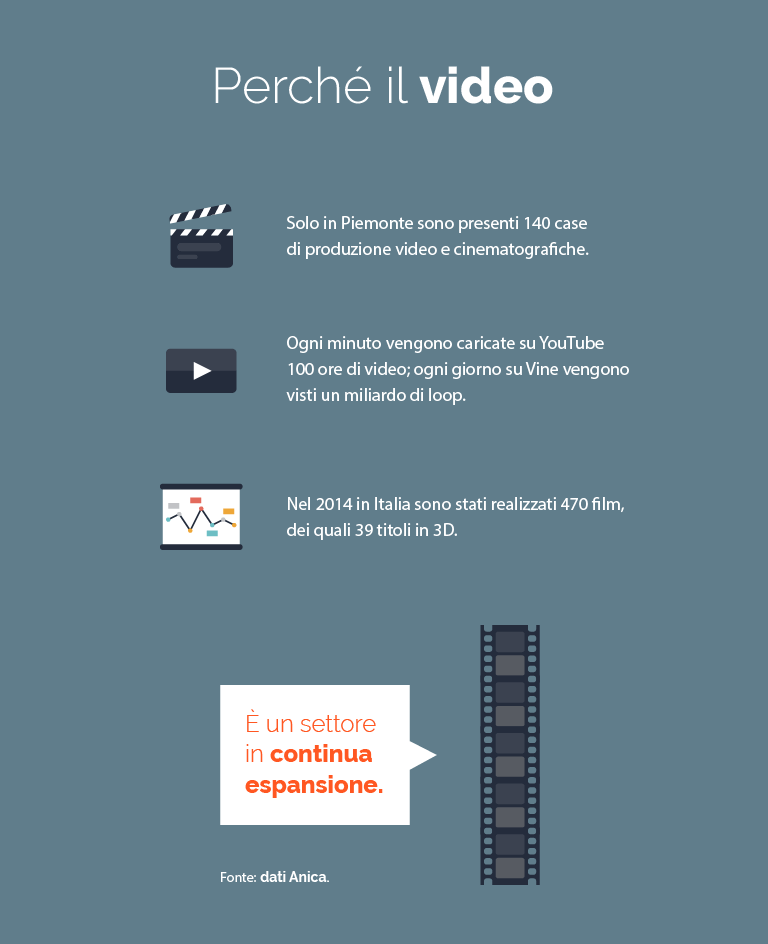 Perché il video
Solo in Piemonte sono presenti 140 case
di produzione video e cinematografiche.
Ogni minuto vengono caricate su YouTube
100 ore di video; ogni giorno su Vine vengono
visti un miliardo di loop.
Nel 2014 in Italia sono stati realizzati 470 film,
dei quali 39 titoli in 3D.
È un settore
in continua
espansione.
Fonte: dati Anica.